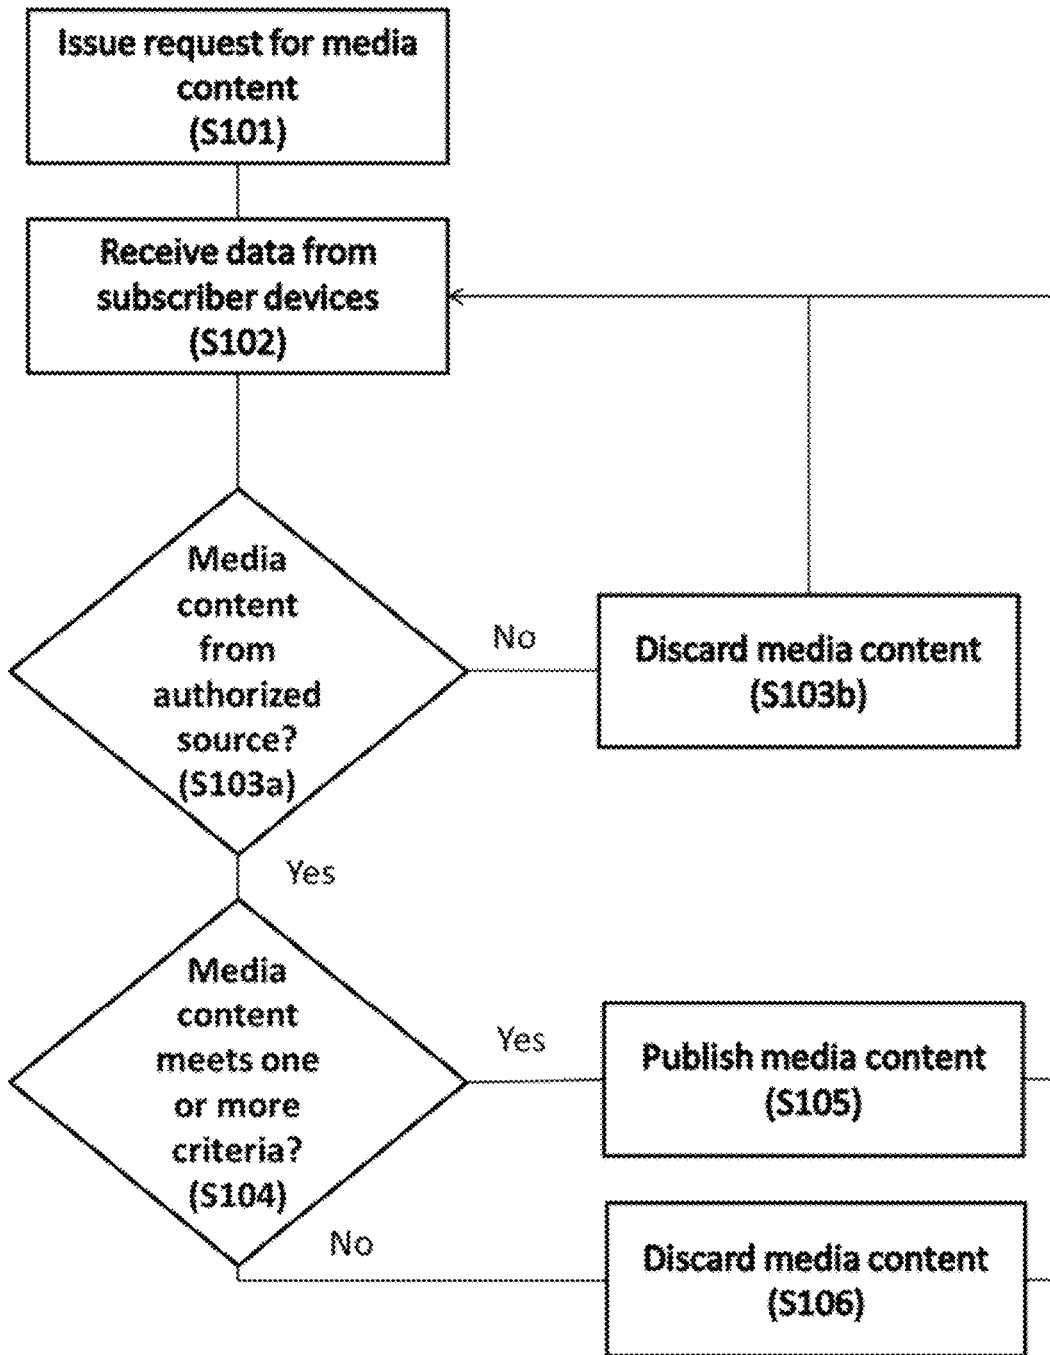 Issue request for media
content
(S101)
Receive data from
subscriber devices
(S102)
Media
content
from
authorized
source?
(S103a)
No
Discard media content
(S103b)
Yes
Media
content
meets one
or more
criteria?
(S104)
Yes
Publish media content
(S105)
No
Discard media content
(S106)